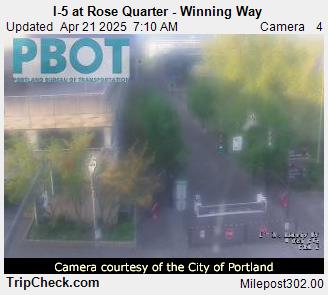 I-5 at Rose Quarter - Winning Way
Updated Apr 21 2025 7:10 AM Camera 4
PBOT
PORTLAND BUREAU OF TRANSPORTATION
Camera courtesy of the City of Portland
TripCheck.com Milepost302.00